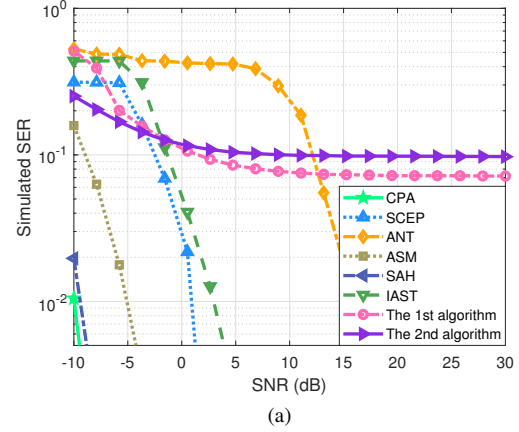 10^0
10^-1
10^-2
Simulated SER
CPA
SCEP
ANT
ASM
SAH
IAST
The 1st algorithm
The 2nd algorithm
-10 -5 0 5 10 15 20 25 30
SNR (dB)
(a)